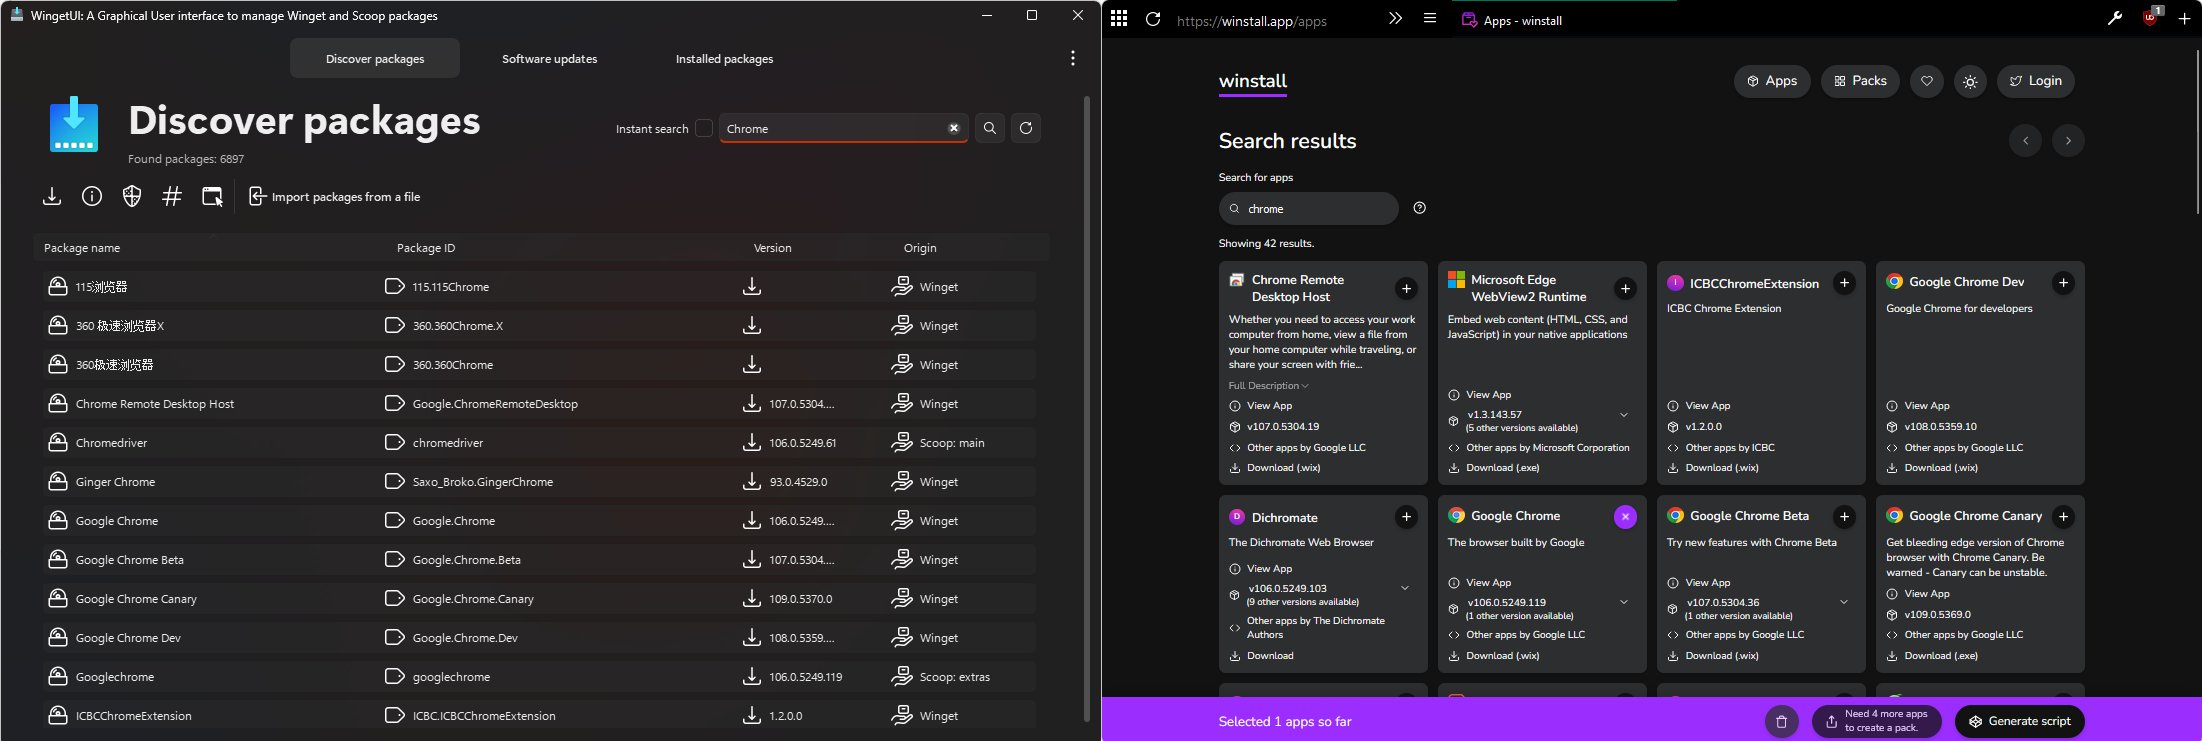 WingetUI: A Graphical User interface to manage Winget and Scoop packages
Discover packages
Software updates
Installed packages
Discover packages
Found packages: 6897
Instant search
Chrome
Import packages from a file
Package name Package ID Version Origin
115浏览器 115.115Chrome Winget
360 极速浏览器X 360.360Chrome.X Winget
360极速浏览器 360.360Chrome Winget
Chrome Remote Desktop Host Google.ChromeRemoteDesktop 107.0.5304.... Winget
Chromedriver chromedriver 106.0.5249.61 Scoop: main
Ginger Chrome Saxo_Broko.GingerChrome 93.0.4529.0 Winget
Google Chrome Google.Chrome 106.0.5249.... Winget
Google Chrome Beta Google.Chrome.Beta 107.0.5304.... Winget
Google Chrome Canary Google.Chrome.Canary 109.0.5370.0 Winget
Google Chrome Dev Google.Chrome.Dev 108.0.5359.... Winget
Googlechrome googlechrome 106.0.5249.119 Scoop: extras
ICBCChromeExtension ICBC.ICBCChromeExtension 1.2.0.0 Winget
https://winstall.app/apps
Apps - winstall
1
winstall
Apps
Packs
Login
Search results
Search for apps
chrome
Showing 42 results.
Chrome Remote
Desktop Host
Whether you need to access your work
computer from home, view a file from
your home computer while traveling, or
share your screen with frie...
Full Description
View App
v107.0.5304.19
Other apps by Google LLC
Download (.wix)
Microsoft Edge
WebView2 Runtime
Embed web content (HTML, CSS, and
JavaScript) in your native applications
View App
v1.3.143.57
(5 other versions available)
Other apps by Microsoft Corporation
Download (.exe)
I
ICBCChromeExtension
ICBC Chrome Extension
View App
v1.2.0.0
Other apps by ICBC
Download (.wix)
Google Chrome Dev
Google Chrome for developers
View App
v108.0.5359.10
Other apps by Google LLC
Download (.wix)
D
Dichromate
The Dichromate Web Browser
View App
v106.0.5249.103
(9 other versions available)
Other apps by The Dichromate
Authors
Download
Google Chrome
The browser built by Google
View App
v106.0.5249.119
(1 other versions available)
Other apps by Google LLC
Download (.wix)
Google Chrome Beta
Try new features with Chrome Beta
View App
v107.0.5304.36
(1 other versions available)
Other apps by Google LLC
Download (.wix)
Google Chrome Canary
Get bleeding edge version of Chrome
browser with Chrome Canary. Be
warned - Canary can be unstable.
View App
v109.0.5369.0
Other apps by Google LLC
Download (.exe)
Selected 1 apps so far
Need 4 more apps
to create a pack.
Generate script